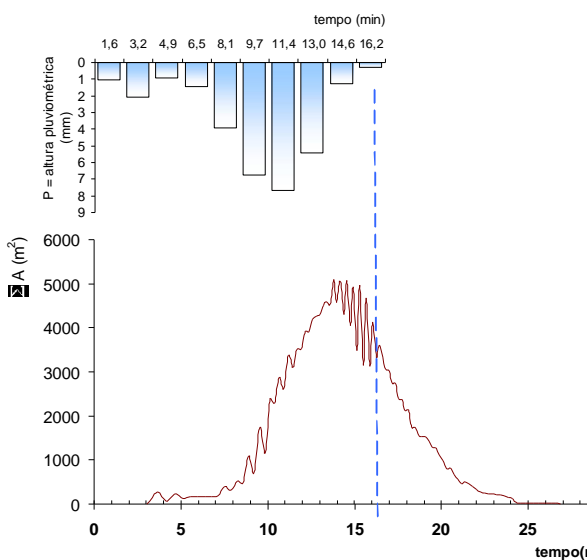 tempo (min)
1,6 3,2 4,9 6,5 8,1 9,7 11,4 13,0 14,6 16,2
P = altura pluviométrica
(mm)
0
1
2
3
4
5
6
7
8
9
∑ A (m²)
6000
5000
4000
3000
2000
1000
0
0 5 10 15 20 25
tempo(